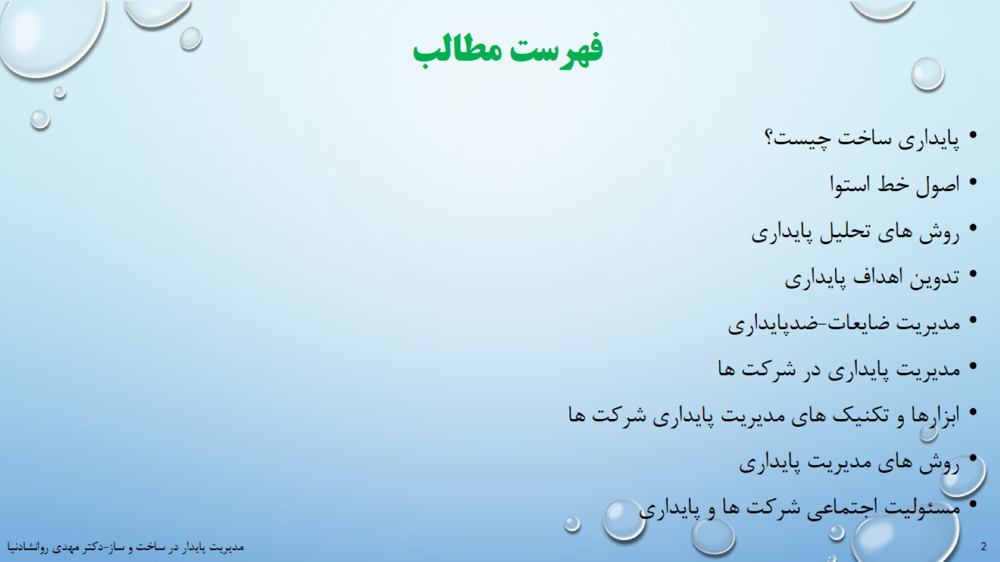 فهرست مطالب
• پایداری ساخت چیست؟
• اصول خط استوا
• روش های تحلیل پایداری
• تدوین اهداف پایداری
• مدیریت ضایعات-ضدپایداری
• مدیریت پایداری در شرکت ها
• ابزارها و تکنیک های مدیریت پایداری شرکت ها
• روش های مدیریت پایداری
• مسئولیت اجتماعی شرکت ها و پایداری
مدیریت پایدار در ساخت و ساز-دکتر مهدی روانشادنیا
2